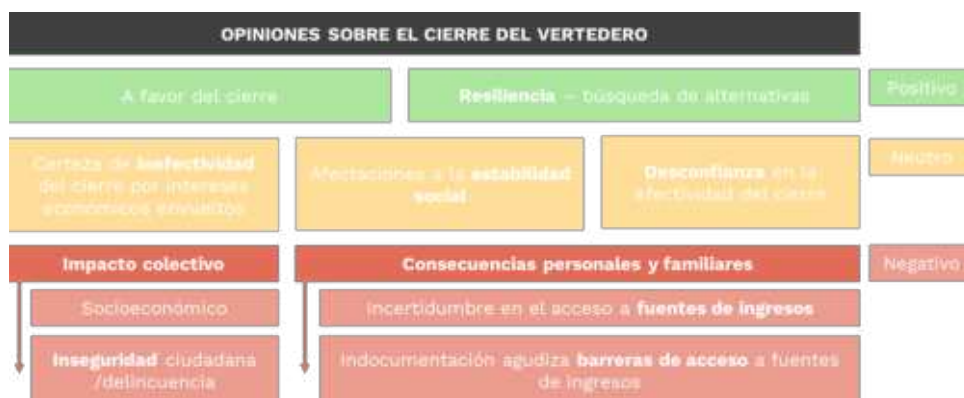 OPINIONES SOBRE EL CIERRE DEL VERTEDERO
A favor del cierre
Resiliencia – búsqueda de alternativas
Positivo
Certeza de inefectividad
del cierre por intereses
económicos envueltos
Afectaciones a la estabilidad
social
Desconfianza en la
efectividad del cierre
Neutro
Impacto colectivo
Consecuencias personales y familiares
Negativo
Socioeconómico
Incertidumbre en el acceso a fuentes de ingresos
Inseguridad ciudadana
/delincuencia
Indocumentación agudiza barreras de acceso a fuentes
de ingresos